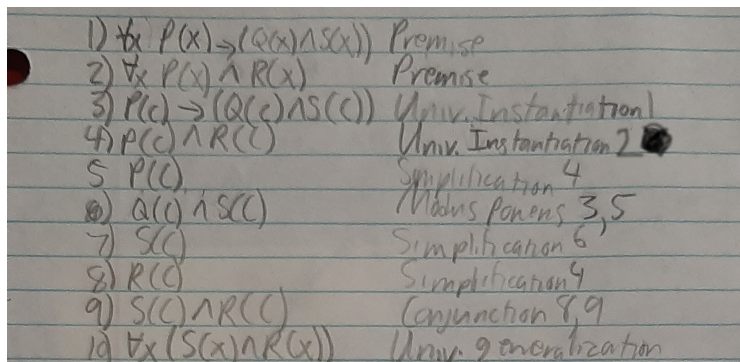 1) ∀x P(x) → (Q(x) ∧ S(x)) Premise
2) ∀x P(x) ∧ R(x) Premise
3) P(c) → (Q(c) ∧ S(c)) Univ. Instantiation 1
4) P(c) ∧ R(c) Univ. Instantiation 2
5 P(c) Simplification 4
6) Q(c) ∧ S(c) Modus Ponens 3,5
7) S(c) Simplification 6
8) R(c) Simplification 4
9) S(c) ∧ R(c) Conjunction 8,9
10) ∀x (S(x) ∧ R(x)) Univ. generalization